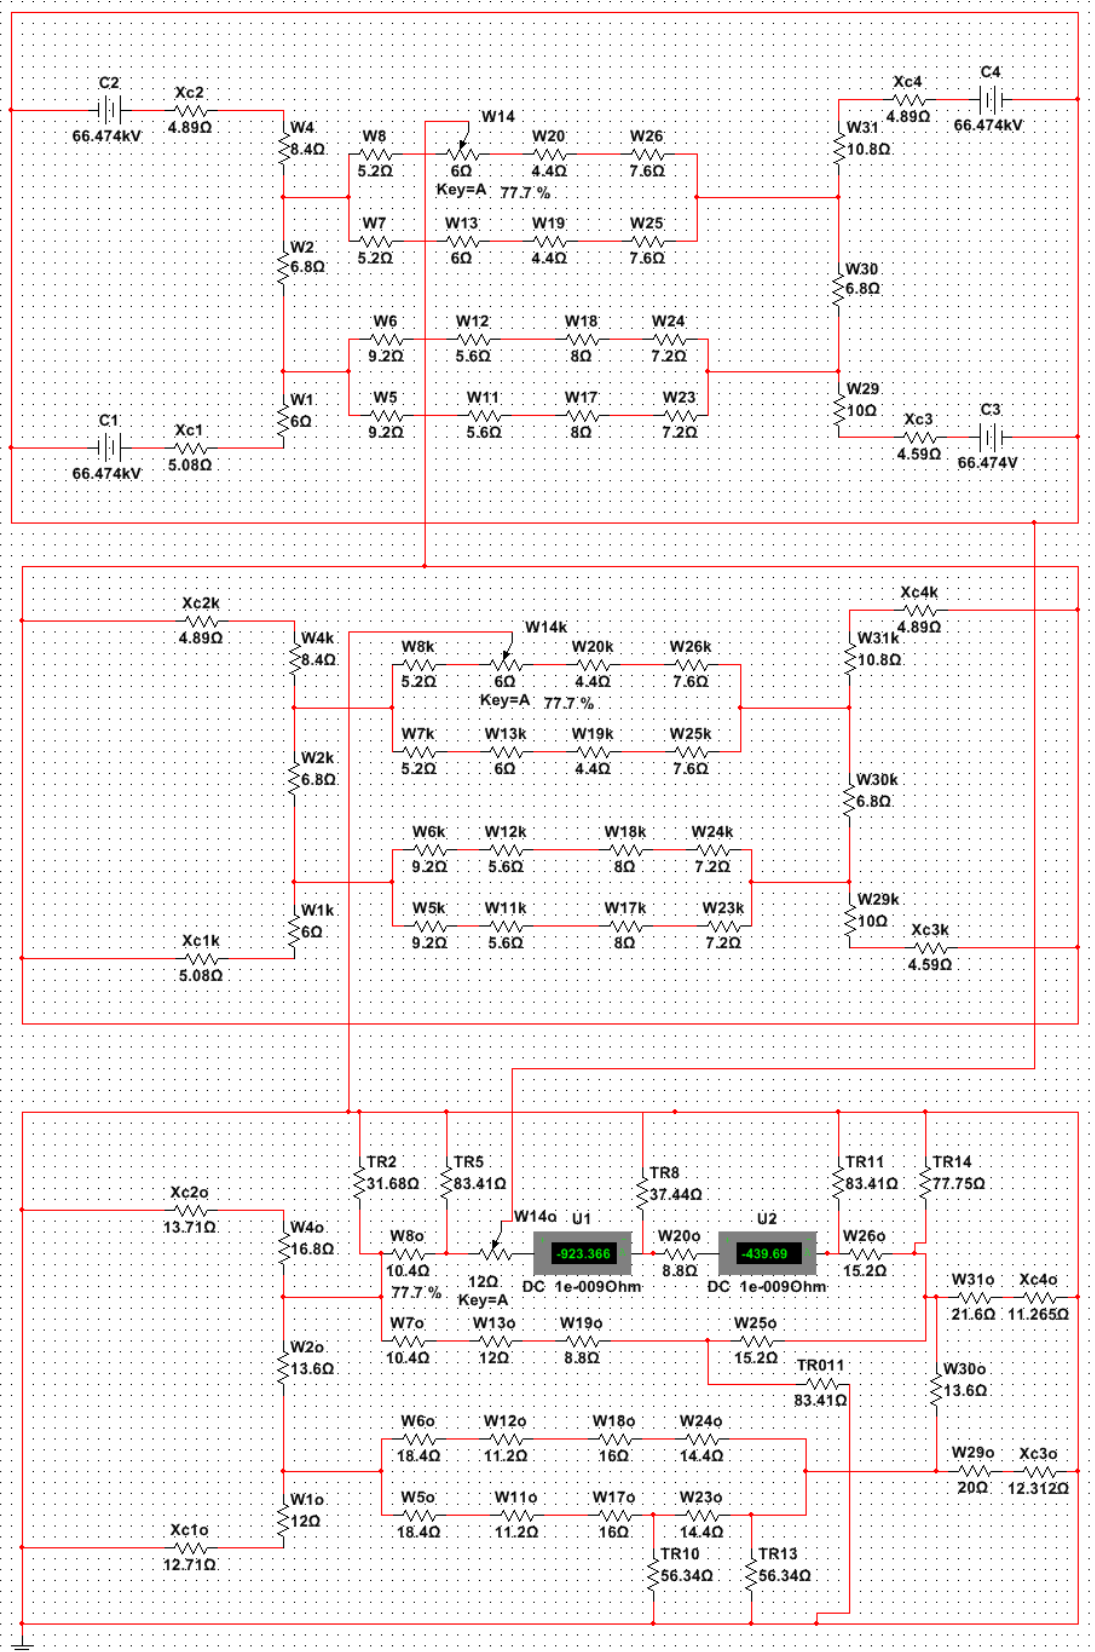 C2
66.474kV
Xc2
4.89Ω
W4
8.4Ω
W8
5.2Ω
W14
6Ω
Key=A
77.7 %
W20
4.4Ω
W26
7.6Ω
W31
10.8Ω
Xc4
4.89Ω
C4
66.474kV
W7
5.2Ω
W13
6Ω
W19
4.4Ω
W25
7.6Ω
W2
6.8Ω
W30
6.8Ω
W6
9.2Ω
W12
5.6Ω
W18
8Ω
W24
7.2Ω
W5
9.2Ω
W11
5.6Ω
W17
8Ω
W23
7.2Ω
W1
6Ω
W29
10Ω
C1
66.474kV
Xc1
5.08Ω
Xc3
4.59Ω
C3
66.474V
Xc2k
4.89Ω
W4k
8.4Ω
W8k
5.2Ω
W14k
6Ω
Key=A
77.7 %
W20k
4.4Ω
W26k
7.6Ω
W31k
10.8Ω
Xc4k
4.89Ω
W7k
5.2Ω
W13k
6Ω
W19k
4.4Ω
W25k
7.6Ω
W2k
6.8Ω
W30k
6.8Ω
W6k
9.2Ω
W12k
5.6Ω
W18k
8Ω
W24k
7.2Ω
W5k
9.2Ω
W11k
5.6Ω
W17k
8Ω
W23k
7.2Ω
W1k
6Ω
W29k
10Ω
Xc1k
5.08Ω
Xc3k
4.59Ω
TR2
31.68Ω
TR5
83.41Ω
TR8
37.44Ω
TR11
83.41Ω
TR14
77.75Ω
Xc2o
13.71Ω
W4o
16.8Ω
W8o
10.4Ω
77.7 %
W14o
12Ω
Key=A
U1
-923.366
DC 1e-009Ohm
W20o
8.8Ω
U2
-439.69
DC 1e-009Ohm
W26o
15.2Ω
W31o
21.6Ω
Xc4o
11.265Ω
W7o
10.4Ω
W13o
12Ω
W19o
8.8Ω
W25o
15.2Ω
TR011
83.41Ω
W2o
13.6Ω
W30o
13.6Ω
W6o
18.4Ω
W12o
11.2Ω
W18o
16Ω
W24o
14.4Ω
W29o
20Ω
Xc3o
12.312Ω
W5o
18.4Ω
W11o
11.2Ω
W17o
16Ω
W23o
14.4Ω
W1o
12Ω
Xc1o
12.71Ω
TR10
56.34Ω
TR13
56.34Ω